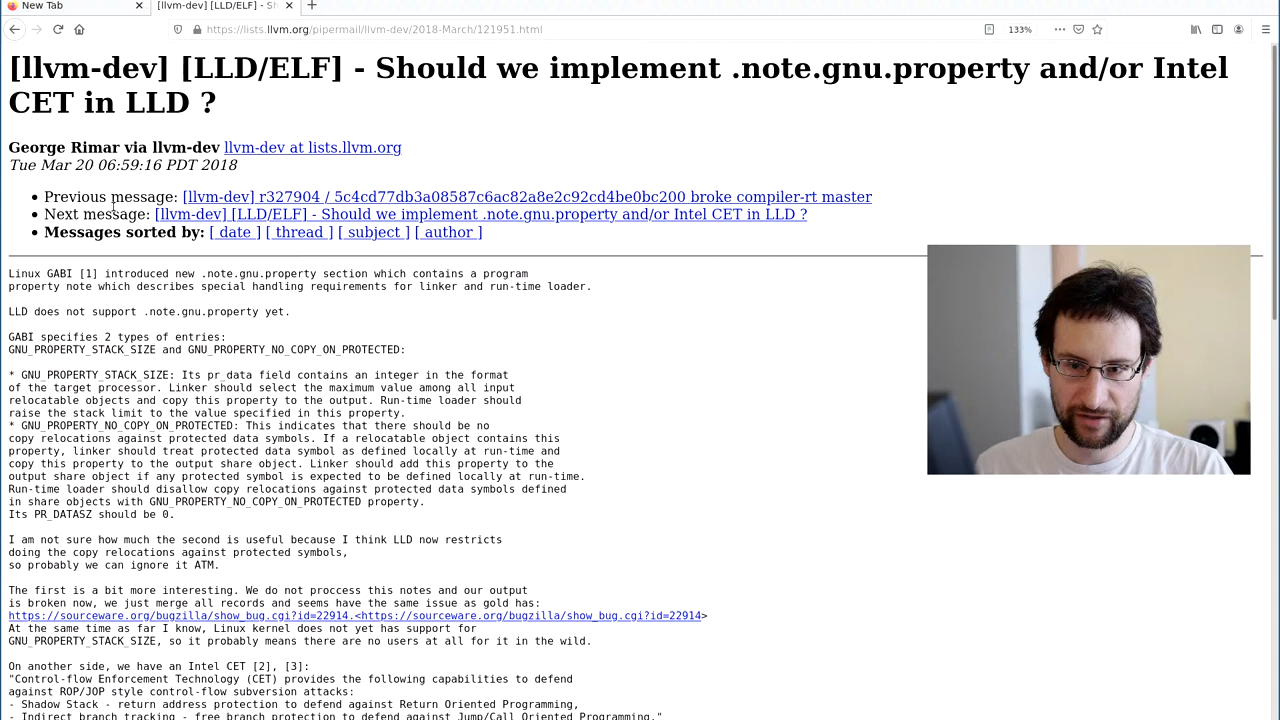 New Tab
[llvm-dev] [LLD/ELF] - Sh
https://lists.llvm.org/pipermail/llvm-dev/2018-March/121951.html
133%
[llvm-dev] [LLD/ELF] - Should we implement .note.gnu.property and/or Intel
CET in LLD ?
George Rimar via llvm-dev llvm-dev at lists.llvm.org
Tue Mar 20 06:59:16 PDT 2018
• Previous message: [llvm-dev] r327904 / 5c4cd77db3a08587c6ac82a8e2c92cd4be0bc200 broke compiler-rt master
• Next message: [llvm-dev] [LLD/ELF] - Should we implement .note.gnu.property and/or Intel CET in LLD ?
• Messages sorted by: [ date ] [ thread ] [ subject ] [ author ]
Linux GABI [1] introduced new .note.gnu.property section which contains a program
property note which describes special handling requirements for linker and run-time loader.
LLD does not support .note.gnu.property yet.
GABI specifies 2 types of entries:
GNU_PROPERTY_STACK_SIZE and GNU_PROPERTY_NO_COPY_ON_PROTECTED:
* GNU_PROPERTY_STACK_SIZE: Its pr_data field contains an integer in the format
of the target processor. Linker should select the maximum value among all input
relocatable objects and copy this property to the output. Run-time loader should
raise the stack limit to the value specified in this property.
* GNU_PROPERTY_NO_COPY_ON_PROTECTED: This indicates that there should be no
copy relocations against protected data symbols. If a relocatable object contains this
property, linker should treat protected data symbol as defined locally at run-time and
copy this property to the output share object. Linker should add this property to the
output share object if any protected symbol is expected to be defined locally at run-time.
Run-time loader should disallow copy relocations against protected data symbols defined
in share objects with GNU_PROPERTY_NO_COPY_ON_PROTECTED property.
Its PR_DATASZ should be 0.
I am not sure how much the second is useful because I think LLD now restricts
doing the copy relocations against protected symbols,
so probably we can ignore it ATM.
The first is a bit more interesting. We do not proccess this notes and our output
is broken now, we just merge all records and seems have the same issue as gold has:
https://sourceware.org/bugzilla/show_bug.cgi?id=22914.<https://sourceware.org/bugzilla/show_bug.cgi?id=22914>
At the same time as far I know, Linux kernel does not yet has support for
GNU_PROPERTY_STACK_SIZE, so it probably means there are no users at all for it in the wild.
On another side, we have an Intel CET [2], [3]:
"Control-flow Enforcement Technology (CET) provides the following capabilities to defend
against ROP/JOP style control-flow subversion attacks:
- Shadow Stack - return address protection to defend against Return Oriented Programming,
- Indirect branch tracking - free branch protection to defend against Jump/Call Oriented Programming."